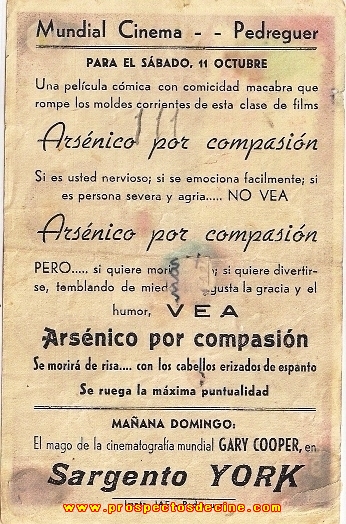 Mundial Cinema - - Pedreguer
PARA EL SÁBADO, 11 OCTUBRE
Una película cómica con comicidad macabra que
rompe los moldes corrientes de esta clase de films
Arsénico por compasión
Si es usted nervioso; si se emociona facilmente; si
es persona severa y agria..... NO VEA
Arsénico por compasión
PERO..... si quiere ; si quiere divertir-
se, temblando de gusta la gracia y el
humor, VEA
Arsénico por compasión
Se morirá de risa.... con los cabellos erizados de espanto
Se ruega la máxima puntualidad
MAÑANA DOMINGO:
El mago de la cinematografía mundial GARY COOPER, en
Sargento YORK
www.prospectosdecine.com